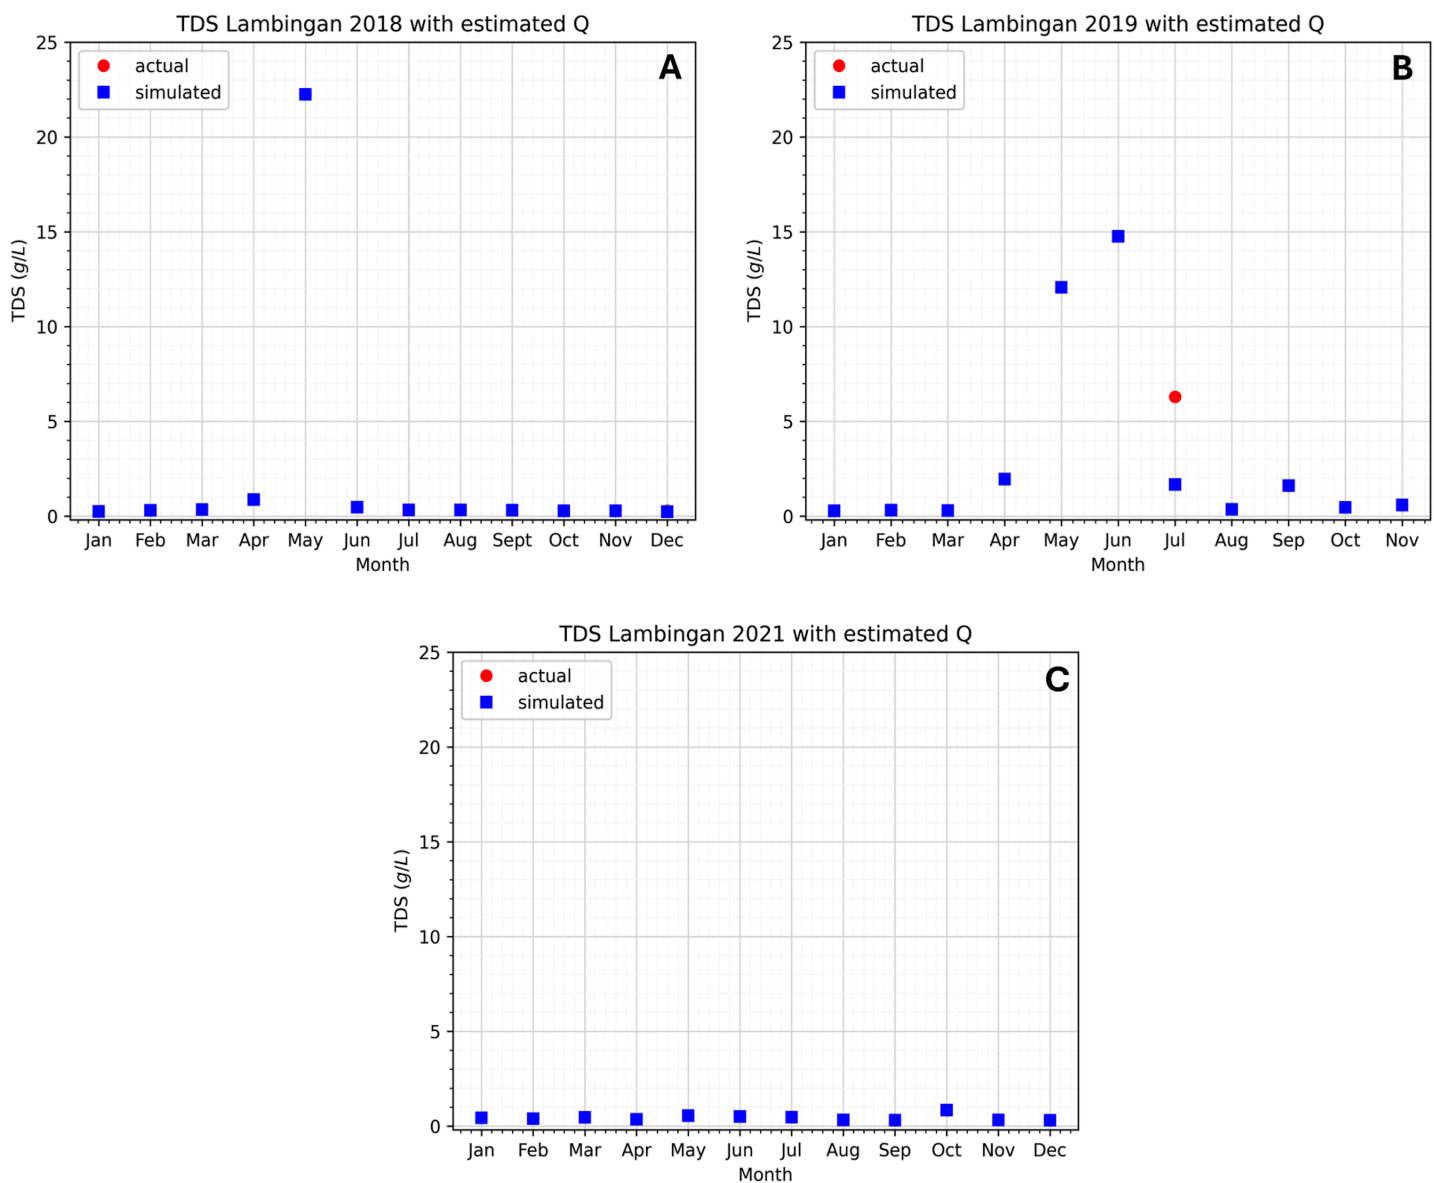 TDS Lambingan 2018 with estimated Q
25
20
15
10
5
0
TDS (g/L)
actual
simulated
A
Jan Feb Mar Apr May Jun Jul Aug Sept Oct Nov Dec
Month
TDS Lambingan 2019 with estimated Q
25
20
15
10
5
0
TDS (g/L)
actual
simulated
B
Jan Feb Mar Apr May Jun Jul Aug Sep Oct Nov
Month
TDS Lambingan 2021 with estimated Q
25
20
15
10
5
0
TDS (g/L)
actual
simulated
C
Jan Feb Mar Apr May Jun Jul Aug Sep Oct Nov Dec
Month